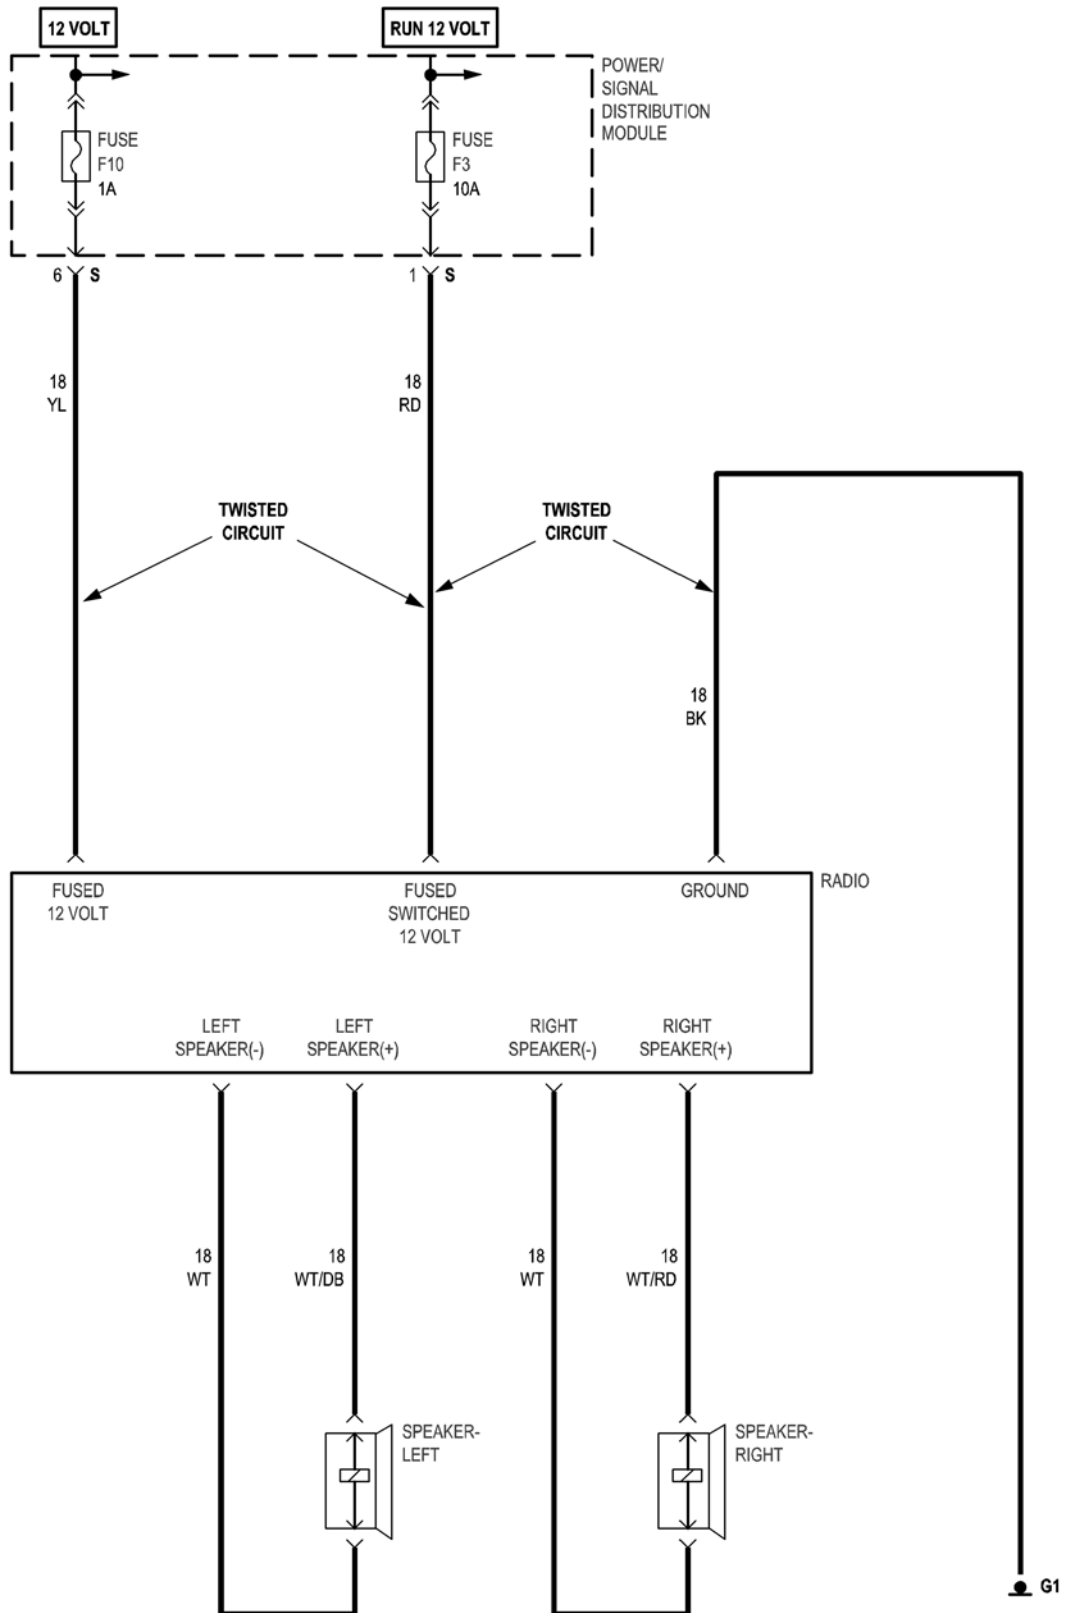 12 VOLT
RUN 12 VOLT
POWER/
SIGNAL
DISTRIBUTION
MODULE
FUSE
F10
1A
FUSE
F3
10A
6 S
1 S
18
YL
18
RD
TWISTED
CIRCUIT
TWISTED
CIRCUIT
18
BK
RADIO
FUSED
12 VOLT
FUSED
SWITCHED
12 VOLT
GROUND
LEFT
SPEAKER(-)
LEFT
SPEAKER(+)
RIGHT
SPEAKER(-)
RIGHT
SPEAKER(+)
18
WT
18
WT/DB
18
WT
18
WT/RD
SPEAKER-
LEFT
SPEAKER-
RIGHT
G1